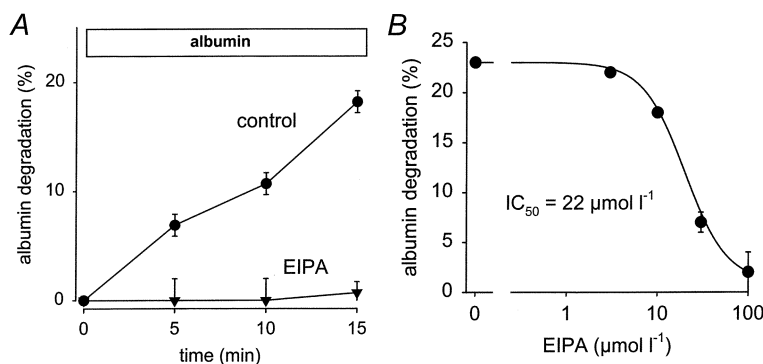 A
albumin
albumin degradation (%)
20
10
0
control
EIPA
0 5 10 15
time (min)
B
albumin degradation (%)
25
20
15
10
5
0
IC50 = 22 µmol l-1
0 1 10 100
EIPA (µmol l-1)